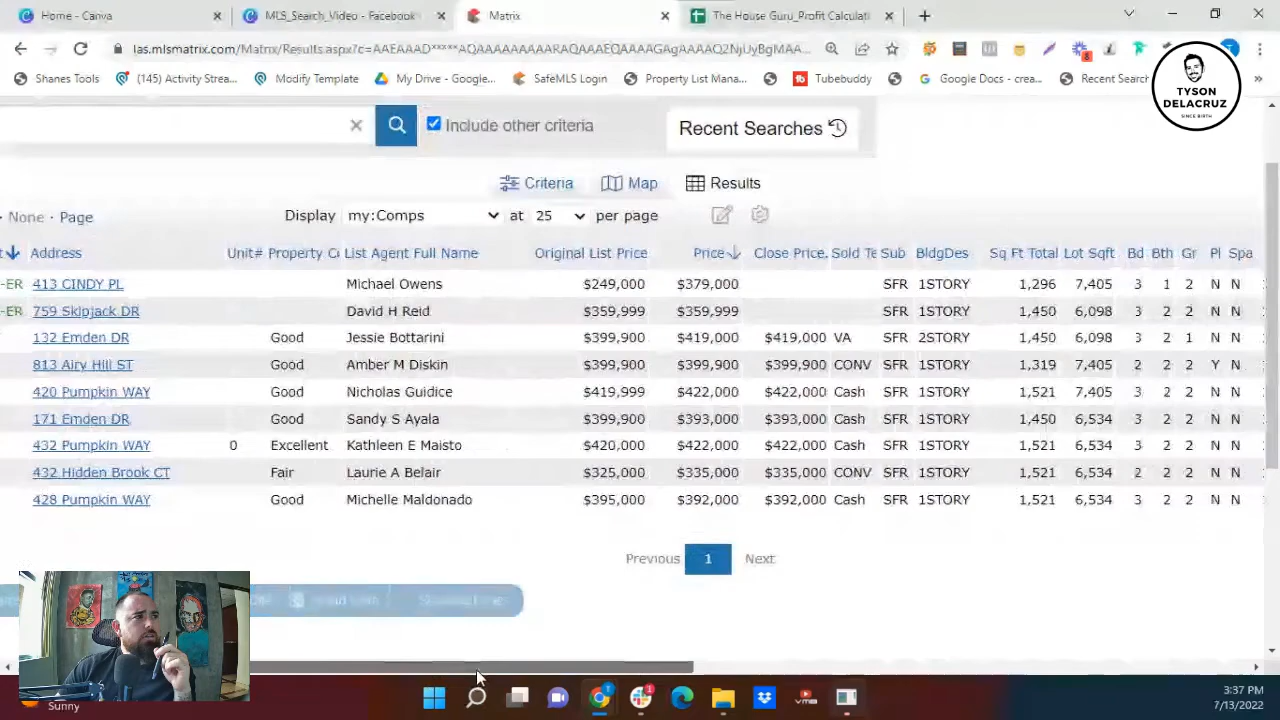 Home - Canva
MLS_Search_Video - Facebook
Matrix
The House Guru_Profit Calculati
las.mlsmatrix.com/Matrix/Results.aspx?c=AAEAAAD*****AQAAAAAAAAARAQAAAEQAAAAGAgAAAAQ2NjUyBgMAA...
Shanes Tools
(145) Activity Strea...
Modify Template
My Drive - Google...
SafeMLS Login
Property List Mana...
Tubebuddy
Google Docs - crea...
Recent Search
»
TYSON
DELACRUZ
SINCE BIRTH
Include other criteria
Recent Searches
Criteria
Map
Results
None · Page
Display my:Comps at 25 per page
Address Unit# Property C List Agent Full Name Original List Price Price Close Price Sold Te Sub BldgDes Sq Ft Total Lot Sqft Bd Bth Gr Pl Spa
-ER 413 CINDY PL Michael Owens $249,000 $379,000 SFR 1STORY 1,296 7,405 3 1 2 N N
-ER 759 Skipjack DR David H Reid $359,999 $359,999 SFR 1STORY 1,450 6,098 3 2 2 N N
132 Emden DR Good Jessie Bottarini $399,900 $419,000 $419,000 VA SFR 2STORY 1,450 6,098 3 2 1 N N
813 Airy Hill ST Good Amber M Diskin $399,900 $399,900 $399,900 CONV SFR 1STORY 1,319 7,405 2 2 2 Y N
420 Pumpkin WAY Good Nicholas Guidice $419,999 $422,000 $422,000 Cash SFR 1STORY 1,521 7,405 3 2 2 N N
171 Emden DR Good Sandy S Ayala $399,900 $393,000 $393,000 Cash SFR 1STORY 1,450 6,534 3 2 2 N N
432 Pumpkin WAY 0 Excellent Kathleen E Maisto $420,000 $422,000 $422,000 Cash SFR 1STORY 1,521 6,534 3 2 2 N N
432 Hidden Brook CT Fair Laurie A Belair $325,000 $335,000 $335,000 CONV SFR 1STORY 1,521 6,534 2 2 2 N N
428 Pumpkin WAY Good Michelle Maldonado $395,000 $392,000 $392,000 Cash SFR 1STORY 1,521 6,534 3 2 2 N N
Previous 1 Next
Sunny
3:37 PM
7/13/2022